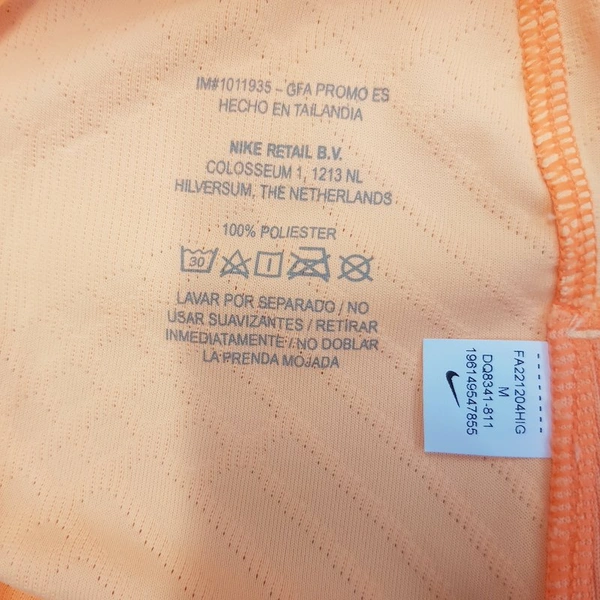 IM#1011935 - GFA PROMO ES
HECHO EN TAILANDIA
NIKE RETAIL B.V.
COLOSSEUM 1, 1213 NL
HILVERSUM, THE NETHERLANDS
100% POLIESTER
30
LAVAR POR SEPARADO / NO
USAR SUAVIZANTES / RETIRAR
INMEDIATAMENTE / NO DOBLAR
LA PRENDA MOJADA
FA221204HIG
M
DQ8341-811
196149547855